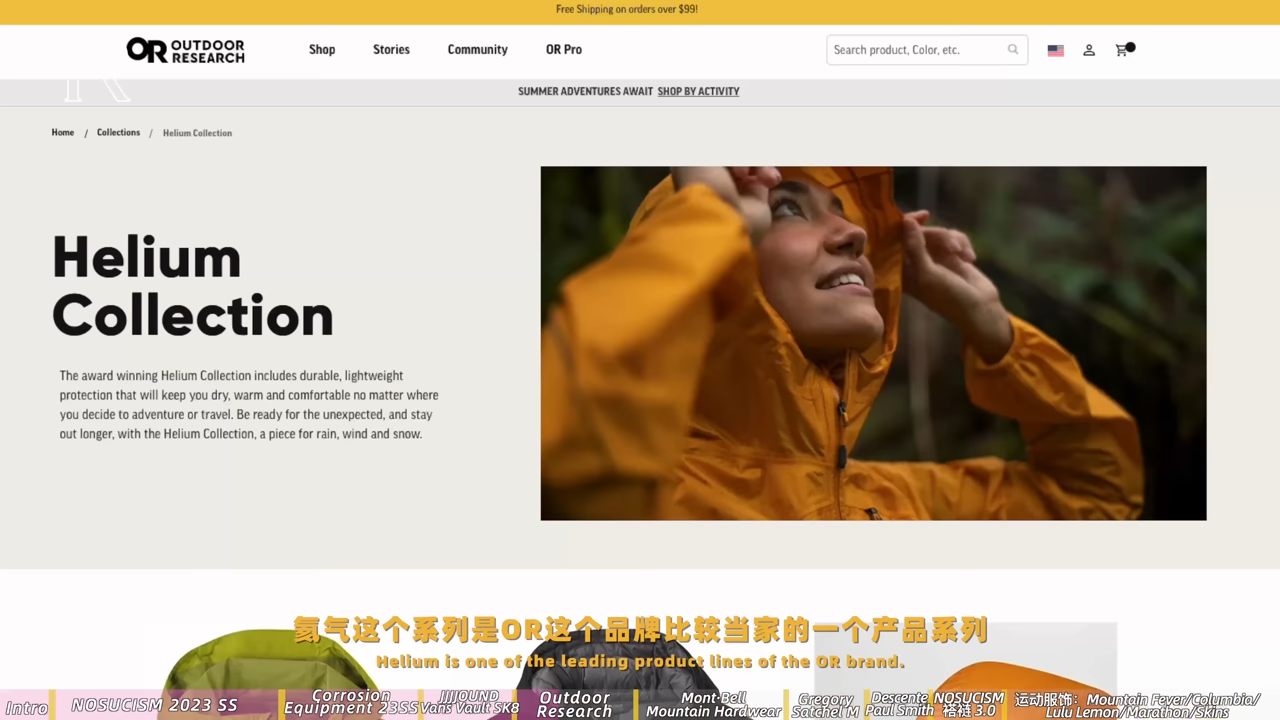 Free Shipping on orders over $99!
OR OUTDOOR RESEARCH
Shop Stories Community OR Pro
Search product, Color, etc.
SUMMER ADVENTURES AWAIT SHOP BY ACTIVITY
Home / Collections / Helium Collection
Helium
Collection
The award winning Helium Collection includes durable, lightweight
protection that will keep you dry, warm and comfortable no matter where
you decide to adventure or travel. Be ready for the unexpected, and stay
out longer, with the Helium Collection, a piece for rain, wind and snow.
氦气这个系列是OR这个品牌比较当家的一个产品系列
Helium is one of the leading product lines of the OR brand.
Intro
NOSUCISM 2023 SS
Corrosion
Equipment 23SS
JJJJOUND
Vans Vault SK8
Outdoor
Research
Mont-Bell
Mountain Hardwear
Gregory
Satchel M
Descente
Paul Smith
NOSUCISM
褡裢 3.0
运动服饰：Mountain Fever/Columbia/
Lulu Lemon/Marathon/Skins